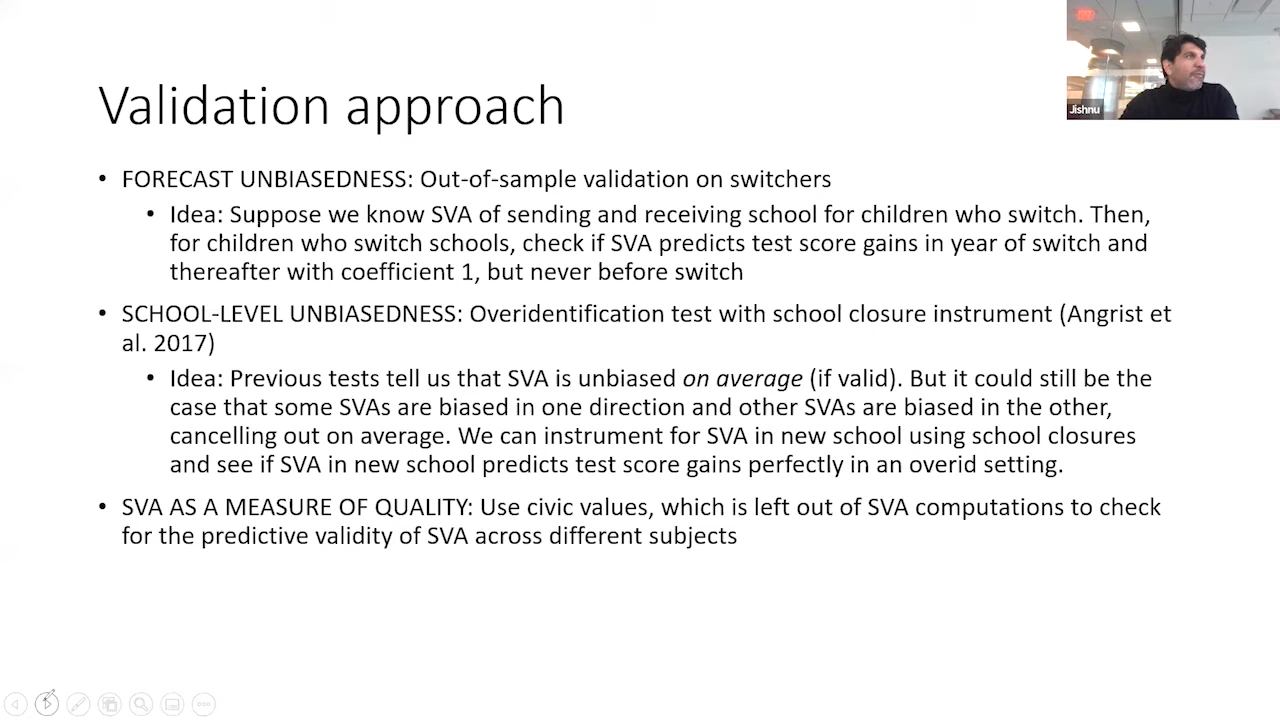 Validation approach
• FORECAST UNBIASEDNESS: Out-of-sample validation on switchers
• Idea: Suppose we know SVA of sending and receiving school for children who switch. Then,
for children who switch schools, check if SVA predicts test score gains in year of switch and
thereafter with coefficient 1, but never before switch
• SCHOOL-LEVEL UNBIASEDNESS: Overidentification test with school closure instrument (Angrist et
al. 2017)
• Idea: Previous tests tell us that SVA is unbiased on average (if valid). But it could still be the
case that some SVAs are biased in one direction and other SVAs are biased in the other,
cancelling out on average. We can instrument for SVA in new school using school closures
and see if SVA in new school predicts test score gains perfectly in an overid setting.
• SVA AS A MEASURE OF QUALITY: Use civic values, which is left out of SVA computations to check
for the predictive validity of SVA across different subjects
Jishnu